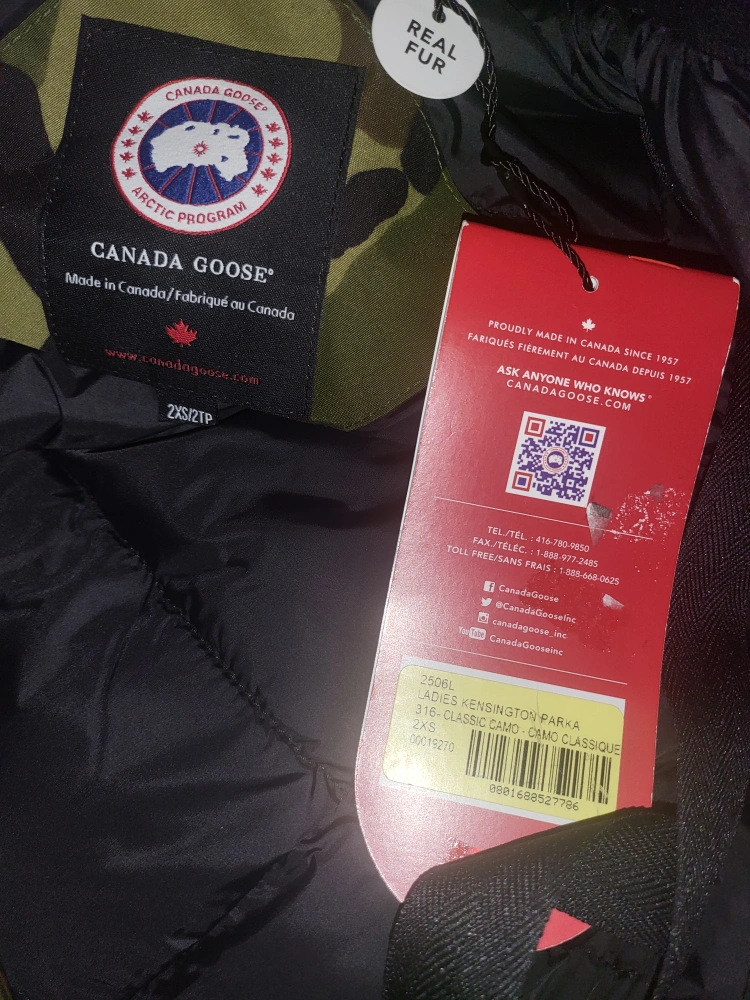 REAL
FUR
CANADA GOOSE®
ARCTIC PROGRAM
CANADA GOOSE®
Made in Canada/Fabriqué au Canada
www.canadagoose.com
2XS/2TP
PROUDLY MADE IN CANADA SINCE 1957
FARIQUÉS FIÈREMENT AU CANADA DEPUIS 1957
ASK ANYONE WHO KNOWS®
CANADAGOOSE.COM
TEL./TÉL. : 416-780-9850
FAX./TÉLÉC. : 1-888-977-2485
TOLL FREE/SANS FRAIS : 1-888-668-0625
CanadaGoose
@CanadaGooseInc
canadagoose_inc
YouTube CanadaGooseinc
2506L
LADIES KENSINGTON PARKA
316- CLASSIC CAMO - CAMO CLASSIQUE
2XS
00019270
0801688527786